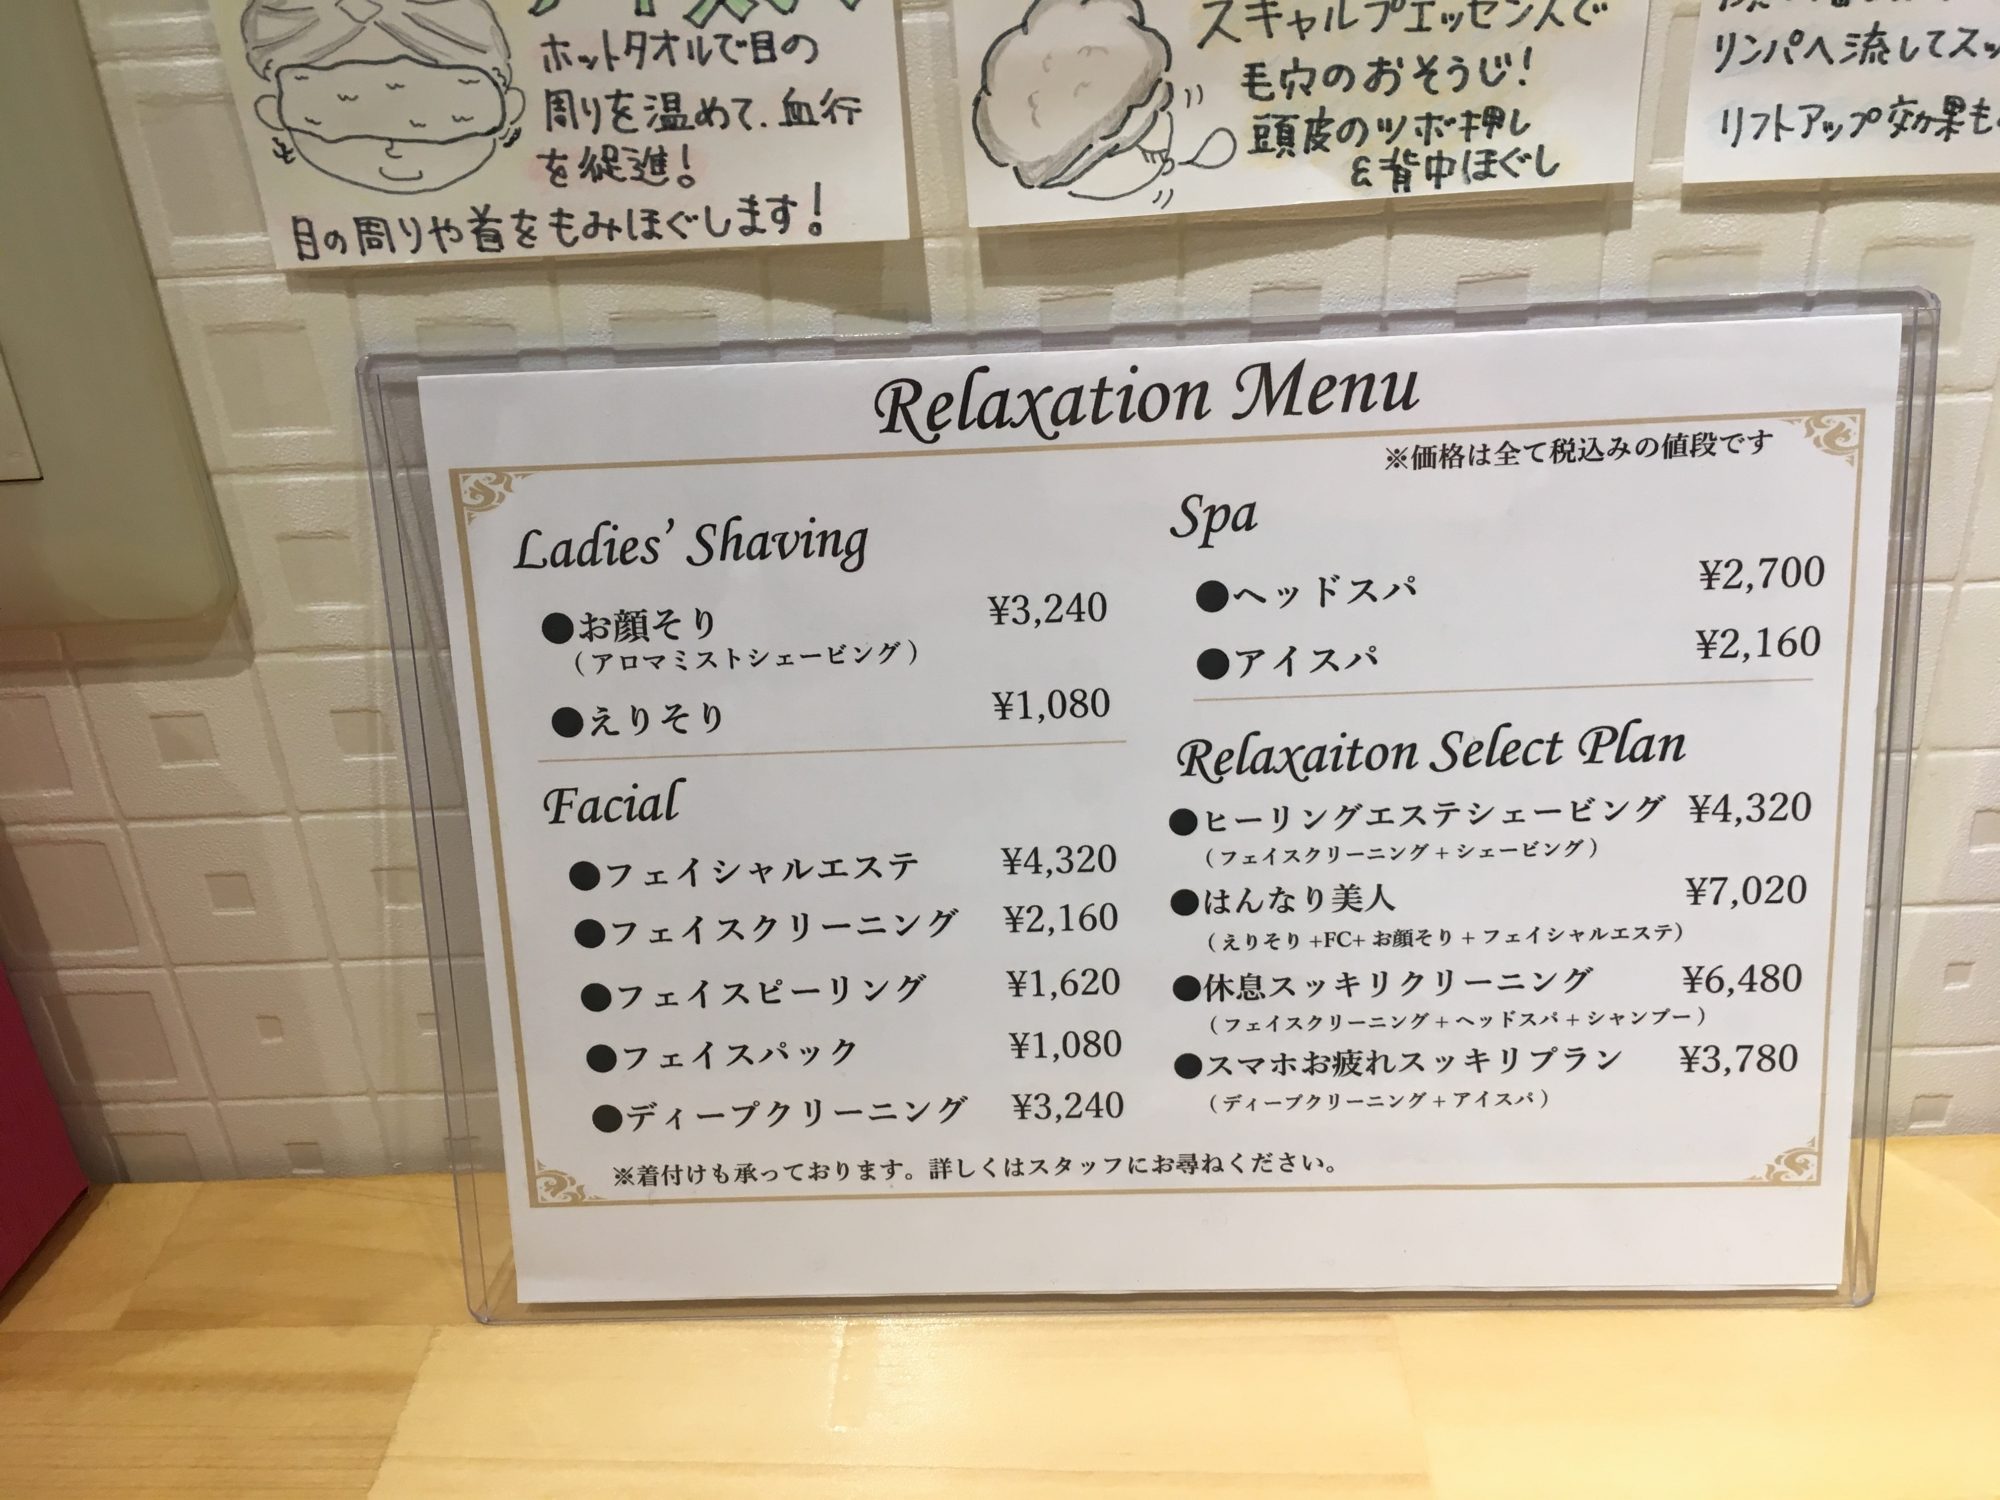 ホットタオルで目の
周りを温めて、血行
を促進!
目の周りや首をもみほぐします!
スキャルプエッセンスで
毛穴のおそうじ!
頭皮のツボ押し
&背中ほぐし
リンパへ流してスッ
リフトアップ効果も
Relaxation Menu
※価格は全て税込みの値段です
Ladies' Shaving
●お顔そり ¥3,240
(アロマミストシェービング)
●えりそり ¥1,080
Facial
●フェイシャルエステ ¥4,320
●フェイスクリーニング ¥2,160
●フェイスピーリング ¥1,620
●フェイスパック ¥1,080
●ディープクリーニング ¥3,240
Spa
●ヘッドスパ ¥2,700
●アイスパ ¥2,160
Relaxaiton Select Plan
●ヒーリングエステシェービング ¥4,320
(フェイスクリーニング+シェービング)
●はんなり美人 ¥7,020
(えりそり+FC+お顔そり+フェイシャルエステ)
●休息スッキリクリーニング ¥6,480
(フェイスクリーニング+ヘッドスパ+シャンプー)
●スマホお疲れスッキリプラン ¥3,780
(ディープクリーニング+アイスパ)
※着付けも承っております。詳しくはスタッフにお尋ねください。